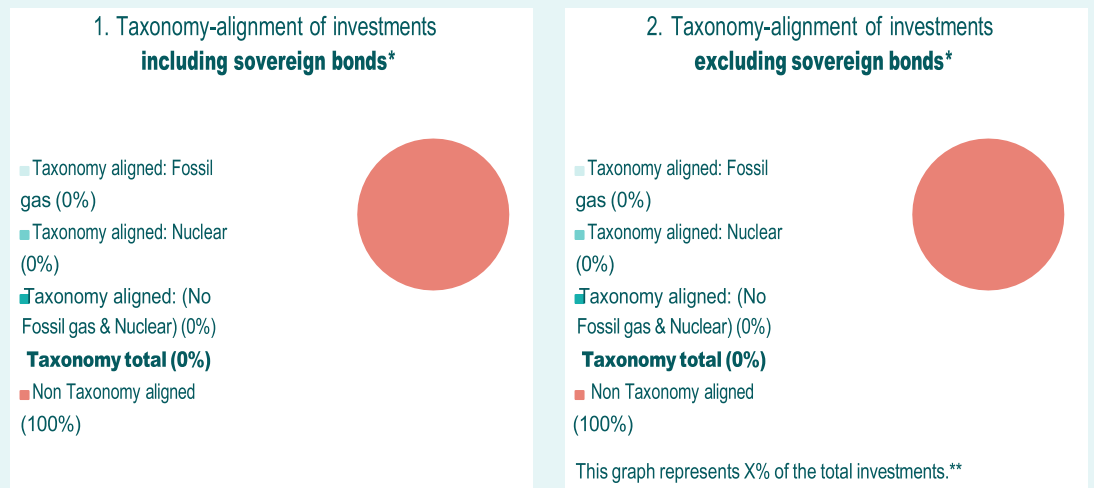 1. Taxonomy-alignment of investments
including sovereign bonds*
Taxonomy aligned: Fossil
gas (0%)
Taxonomy aligned: Nuclear
(0%)
Taxonomy aligned: (No
Fossil gas & Nuclear) (0%)
Taxonomy total (0%)
Non Taxonomy aligned
(100%)
2. Taxonomy-alignment of investments
excluding sovereign bonds*
Taxonomy aligned: Fossil
gas (0%)
Taxonomy aligned: Nuclear
(0%)
Taxonomy aligned: (No
Fossil gas & Nuclear) (0%)
Taxonomy total (0%)
Non Taxonomy aligned
(100%)
This graph represents X% of the total investments.**